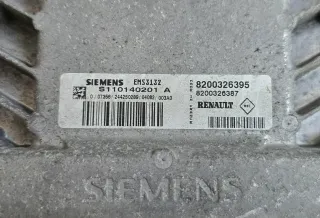 SIEMENS EMS3132
S110140201 A
8200326395
8200326387
RENAULT
SIEMENS